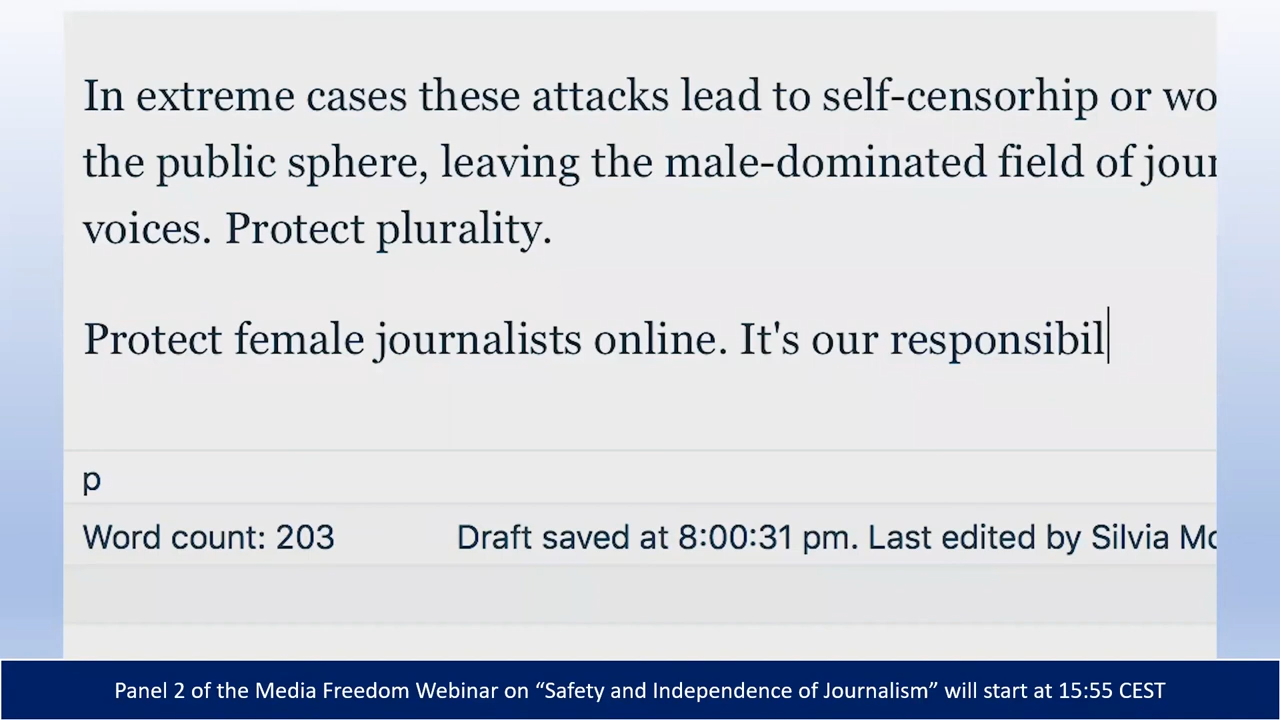 In extreme cases these attacks lead to self-censorhip or wo
the public sphere, leaving the male-dominated field of jour
voices. Protect plurality.
Protect female journalists online. It's our responsibil
p
Word count: 203 Draft saved at 8:00:31 pm. Last edited by Silvia Mo
Panel 2 of the Media Freedom Webinar on “Safety and Independence of Journalism” will start at 15:55 CEST